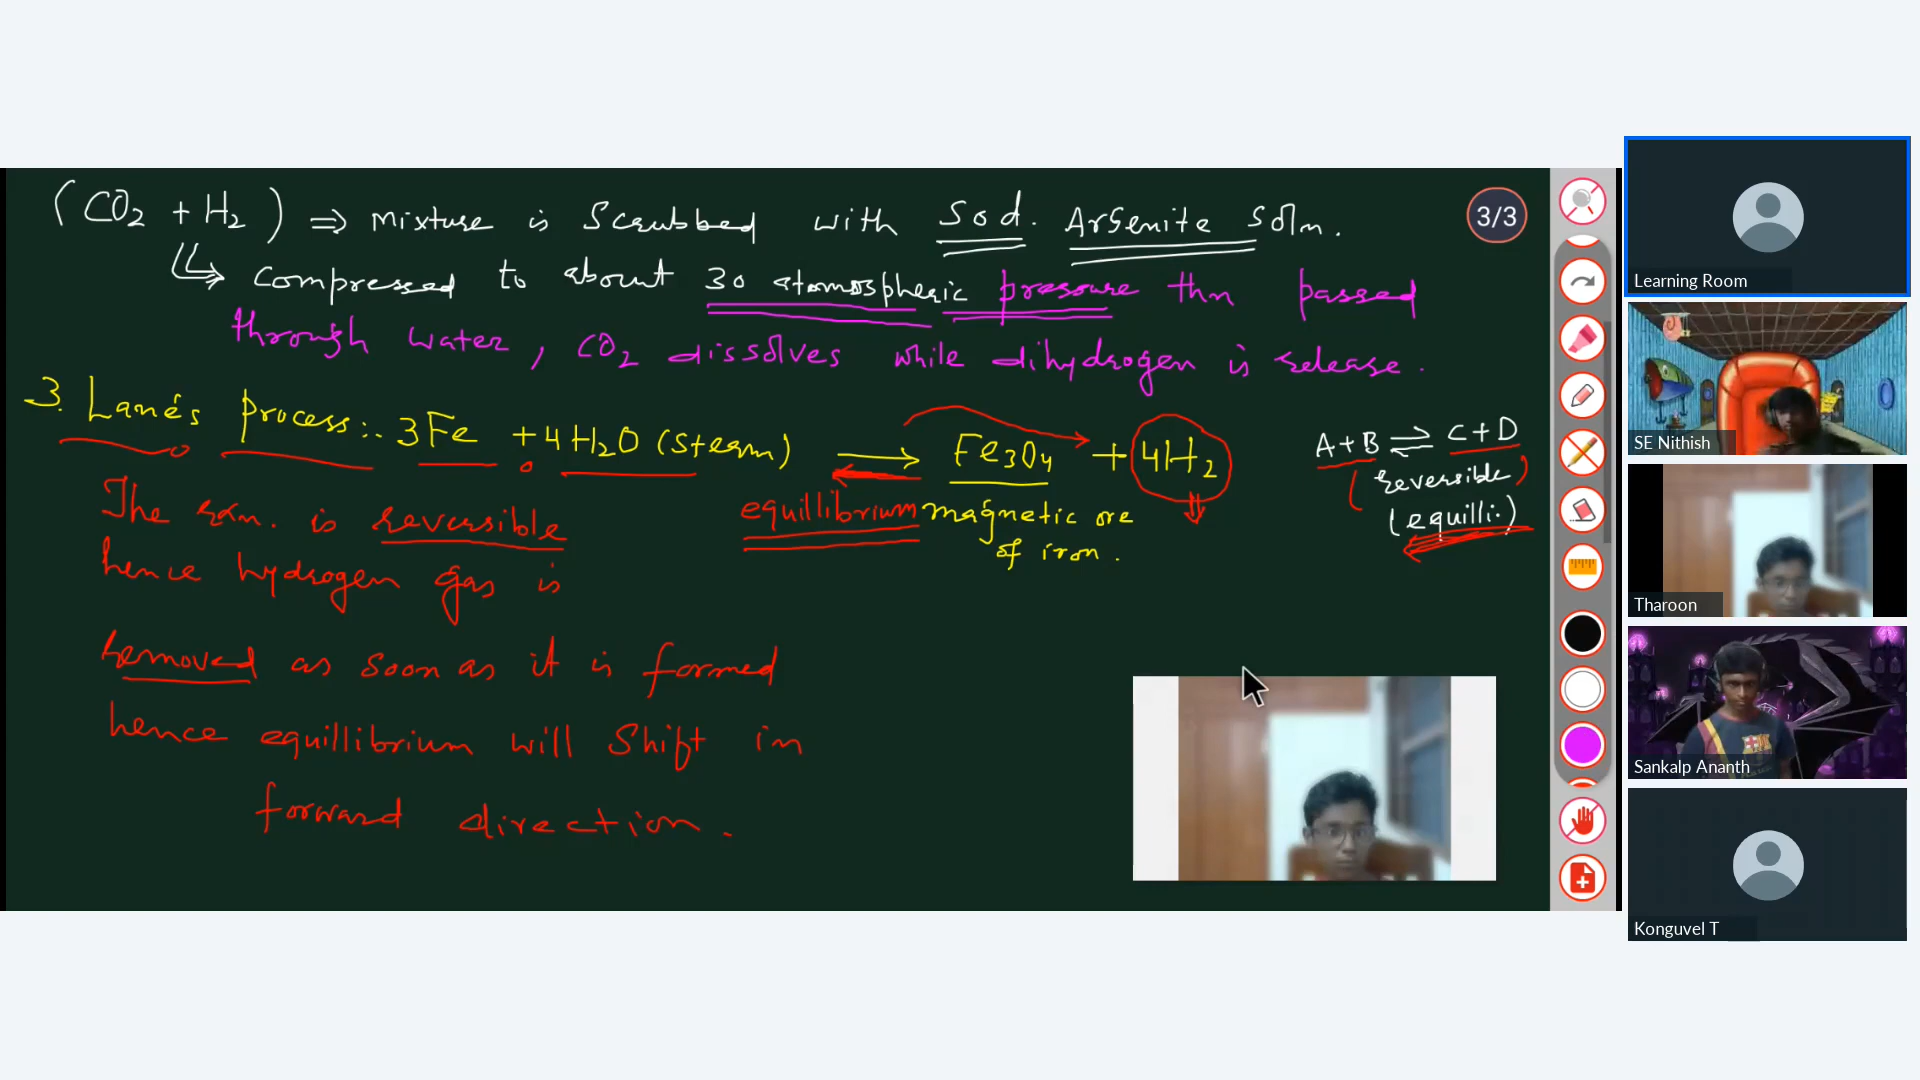 (CO2 + H2) ⇒ mixture is Scrubbed with Sod. Arsenite Soln.
3/3
Compressed to about 30 atomospheric pressure thn passed
through water, CO2 dissolves while dihydrogen is release.
3. Lane's process:- 3Fe + 4H2O (Steam) ⟶ Fe3O4 + 4H2
A + B ⇌ C + D
(reversible)
(equilli:)
equillibrium magnetic ore
of iron.
The rxn. is reversible
hence hydrogen gas is
removed as soon as it is formed
hence equillibrium will Shift in
forward direction.
Learning Room
SE Nithish
Tharoon
Sankalp Ananth
Konguvel T